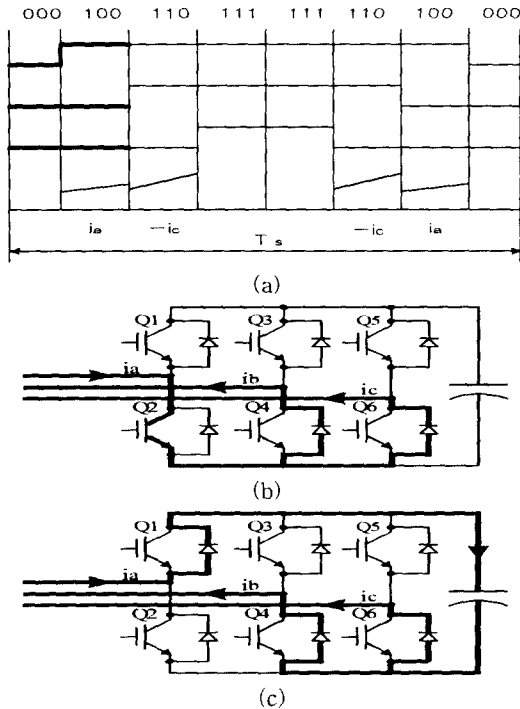 000 100 110 111 111 110 100 000
ia -ic -ic ia
Ts
(a)
Q1 Q3 Q5
ia
ib
ic
Q2 Q4 Q6
(b)
Q1 Q3 Q5
ia
ib
ic
Q2 Q4 Q6
(c)